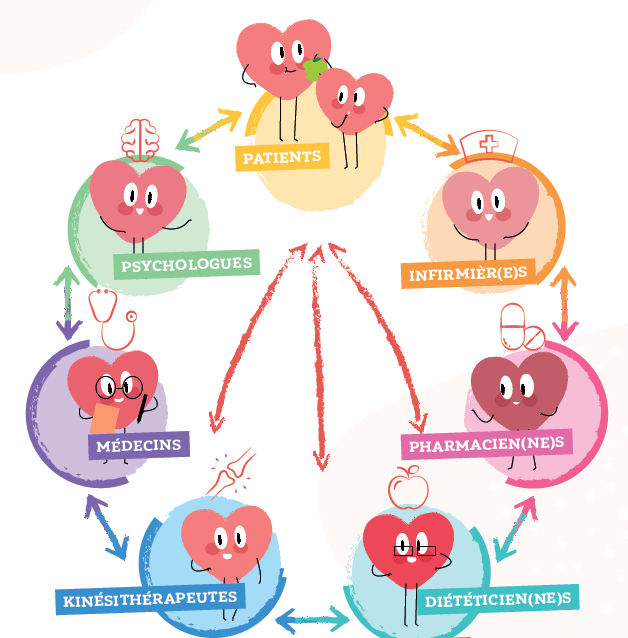 PATIENTS
PSYCHOLOGUES
INFIRMIÈR(E)S
MÉDECINS
PHARMACIEN(NE)S
KINÉSITHÉRAPEUTES
DIÉTÉTICIEN(NE)S